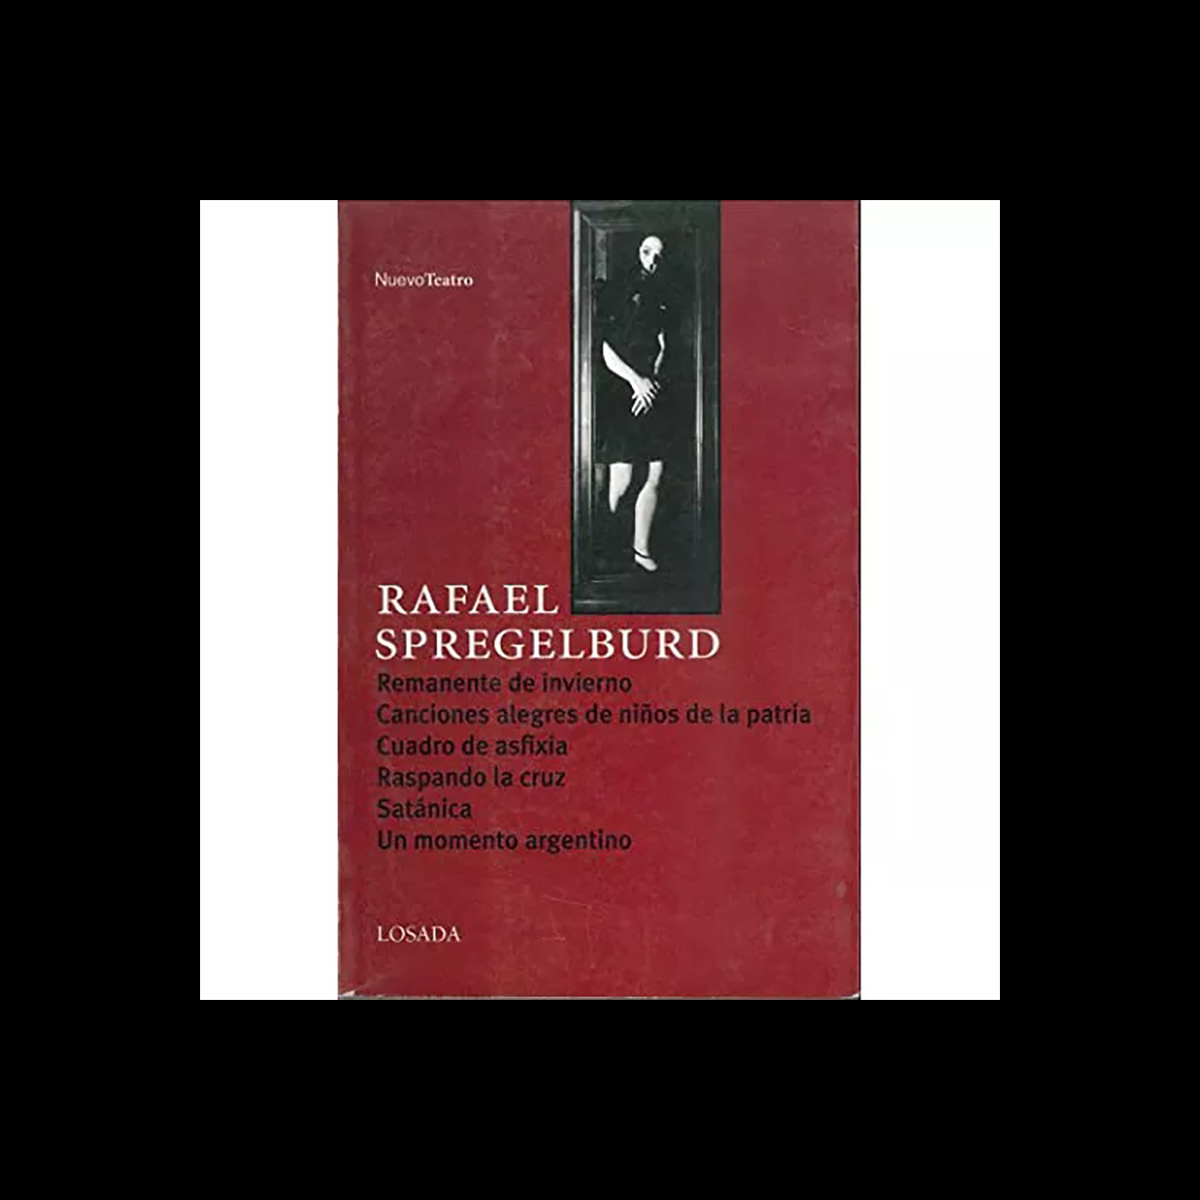 NuevoTeatro
RAFAEL
SPREGELBURD
Remanente de invierno
Canciones alegres de niños de la patria
Cuadro de asfixia
Raspando la cruz
Satánica
Un momento argentino
LOSADA